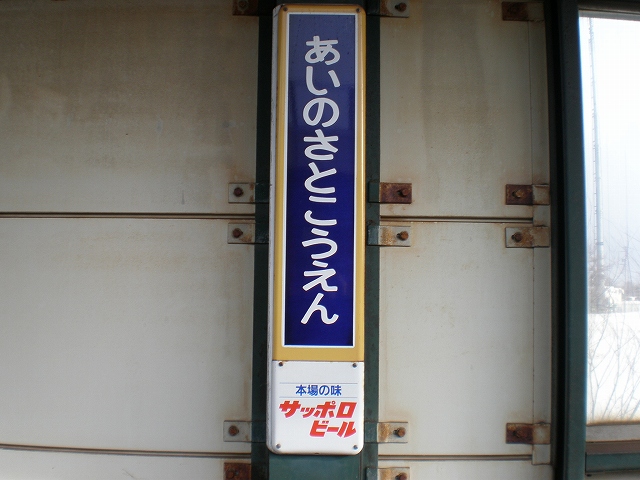 あいのさとこうえん
本場の味
サッポロ
ビール